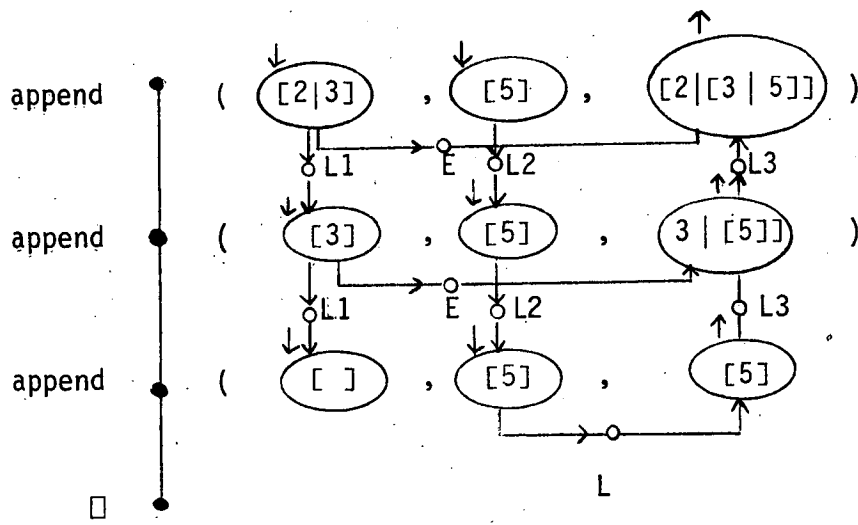 append ( [2|3] , [5] , [2|[3 | 5]] )
L1 E L2 L3
append ( [3] , [5] , 3 | [5]] )
L1 E L2 L3
append ( [ ] , [5] , [5]
L
□